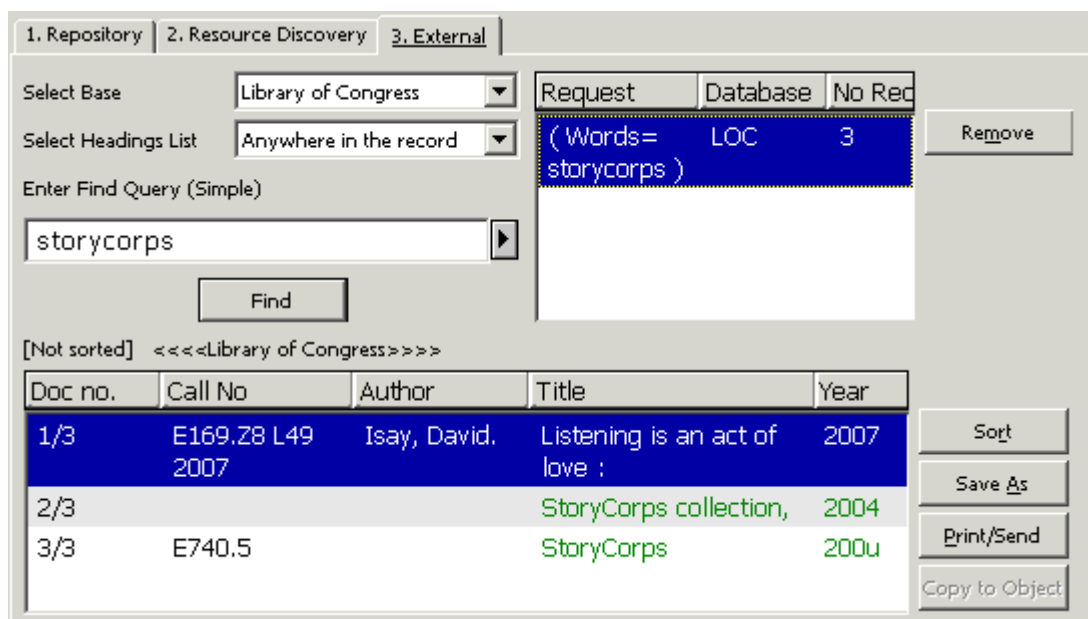 1. Repository 2. Resource Discovery 3. External
Select Base Library of Congress
Select Headings List Anywhere in the record
Enter Find Query (Simple)
storycorps
Find
Request Database No Rec
( Words= LOC 3
storycorps )
Remove
[Not sorted] <<<<Library of Congress>>>>
Doc no. Call No Author Title Year
1/3 E169.Z8 L49 Isay, David. Listening is an act of 2007
2007 love :
2/3 StoryCorps collection, 2004
3/3 E740.5 StoryCorps 200u
Sort
Save As
Print/Send
Copy to Object